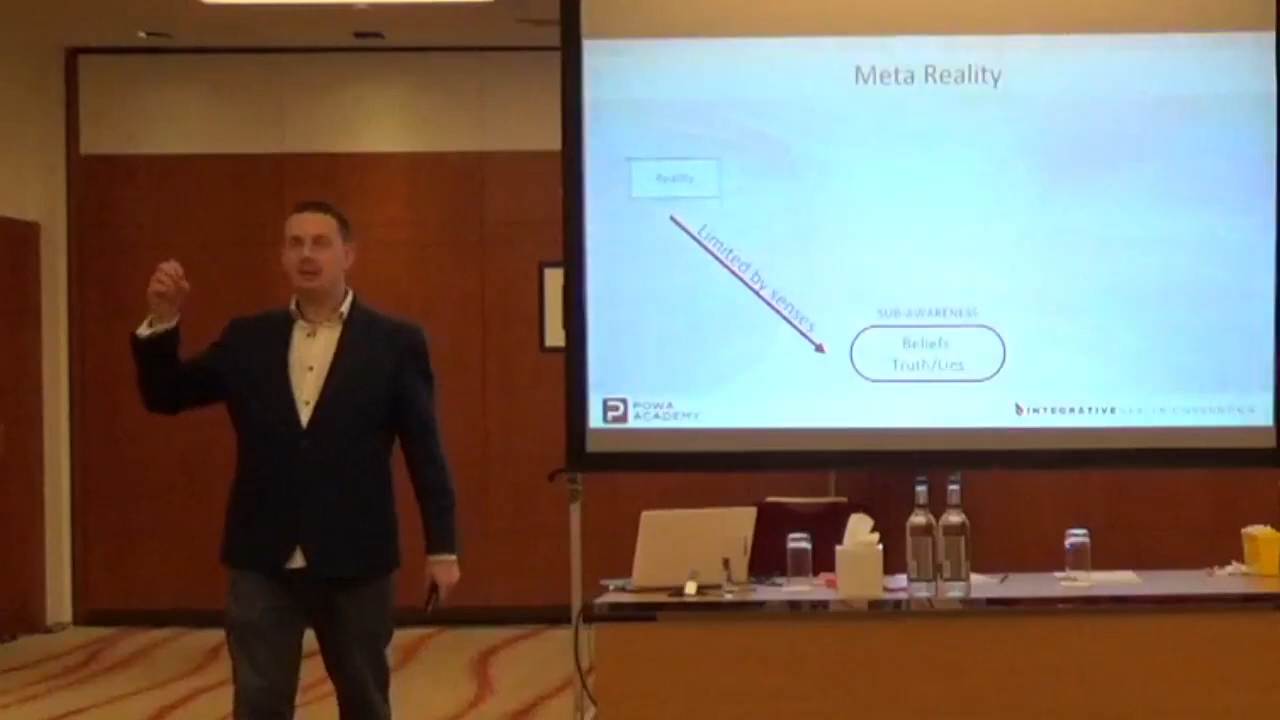 Meta Reality
Reality
Limited by senses
SUB-AWARENESS
Beliefs
Truth/Lies
POWA
ACADEMY
INTEGRATIVE